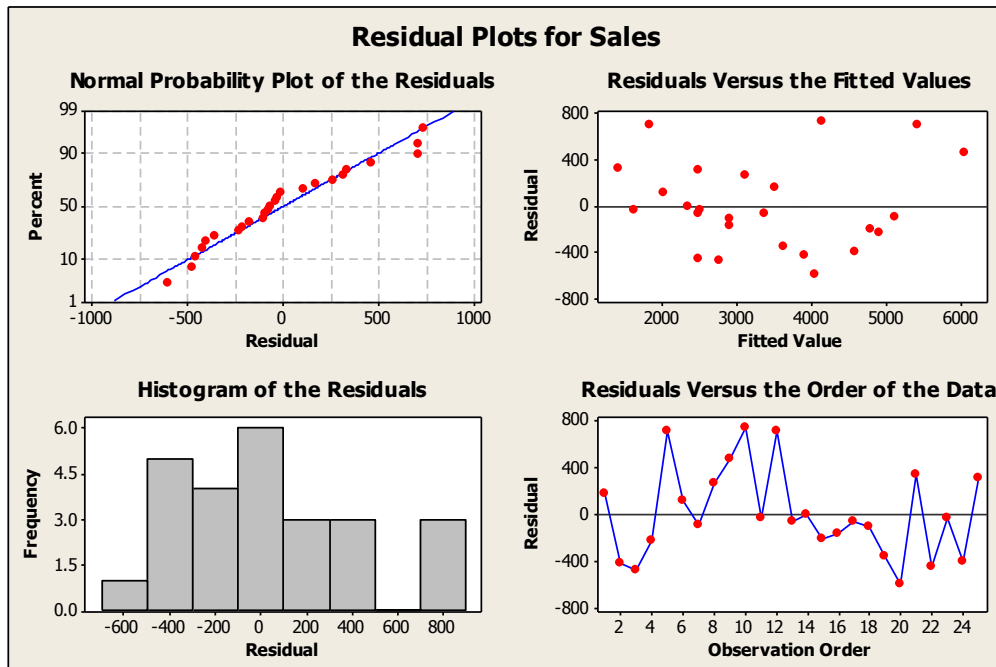 Residual Plots for Sales
Normal Probability Plot of the Residuals
99
90
50
10
1
Percent
-1000 -500 0 500 1000
Residual
Residuals Versus the Fitted Values
800
400
0
-400
-800
Residual
2000 3000 4000 5000 6000
Fitted Value
Histogram of the Residuals
6.0
4.5
3.0
1.5
0.0
Frequency
-600 -400 -200 0 200 400 600 800
Residual
Residuals Versus the Order of the Data
800
400
0
-400
-800
Residual
2 4 6 8 10 12 14 16 18 20 22 24
Observation Order